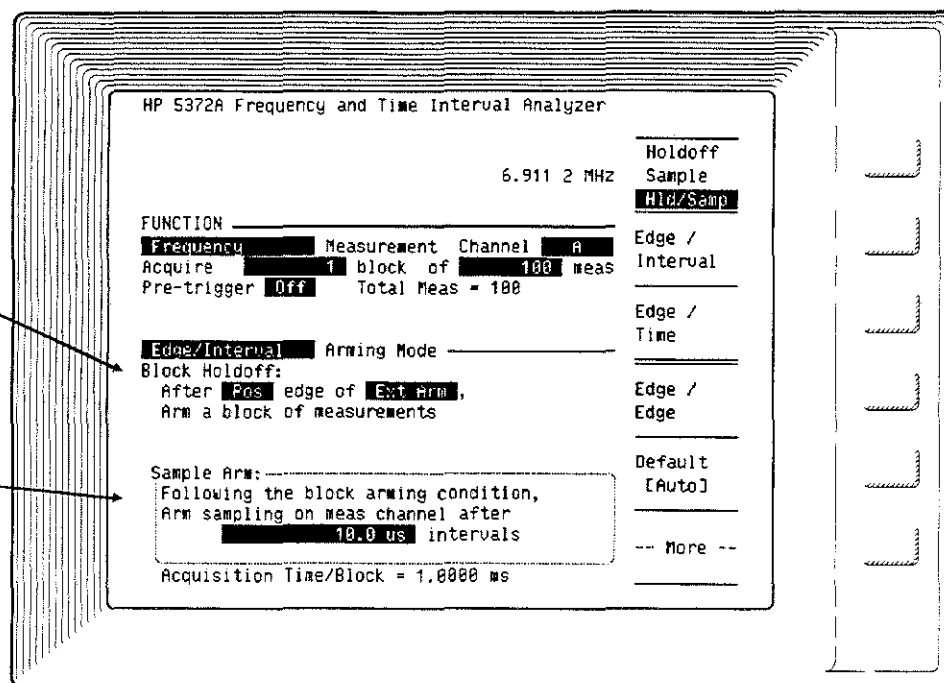 HP 5372A Frequency and Time Interval Analyzer
6.911 2 MHz
FUNCTION
Frequency Measurement Channel A
Acquire 1 block of 100 meas
Pre-trigger Off Total Meas = 100
Edge/Interval Arming Mode
Block Holdoff:
After Pos edge of Ext Arm,
Arm a block of measurements
Sample Arm:
Following the block arming condition,
Arm sampling on meas channel after
10.0 us intervals
Acquisition Time/Block = 1.0000 ms
Holdoff
Sample
Hld/Samp
Edge /
Interval
Edge /
Time
Edge /
Edge
Default
[Auto]
-- More --